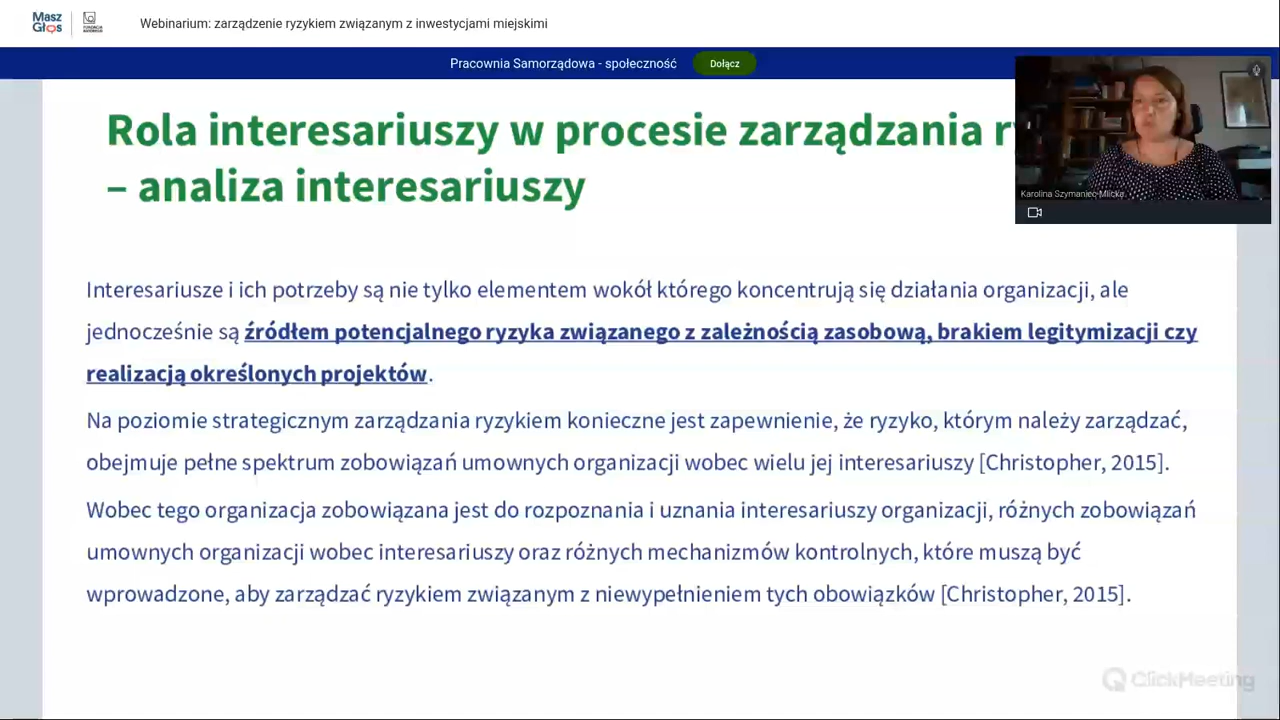 Masz
Głos
Webinarium: zarządzenie ryzykiem związanym z inwestycjami miejskimi
Pracownia Samorządowa - społeczność
Dołącz
Rola interesariuszy w procesie zarządzania
– analiza interesariuszy
Karolina Szymaniec-Mlicka
Interesariusze i ich potrzeby są nie tylko elementem wokół którego koncentrują się działania organizacji, ale
jednocześnie są źródłem potencjalnego ryzyka związanego z zależnością zasobową, brakiem legitymizacji czy
realizacją określonych projektów.
Na poziomie strategicznym zarządzania ryzykiem konieczne jest zapewnienie, że ryzyko, którym należy zarządzać,
obejmuje pełne spektrum zobowiązań umownych organizacji wobec wielu jej interesariuszy [Christopher, 2015].
Wobec tego organizacja zobowiązana jest do rozpoznania i uznania interesariuszy organizacji, różnych zobowiązań
umownych organizacji wobec interesariuszy oraz różnych mechanizmów kontrolnych, które muszą być
wprowadzone, aby zarządzać ryzykiem związanym z niewypełnieniem tych obowiązków [Christopher, 2015].
ClickMeeting